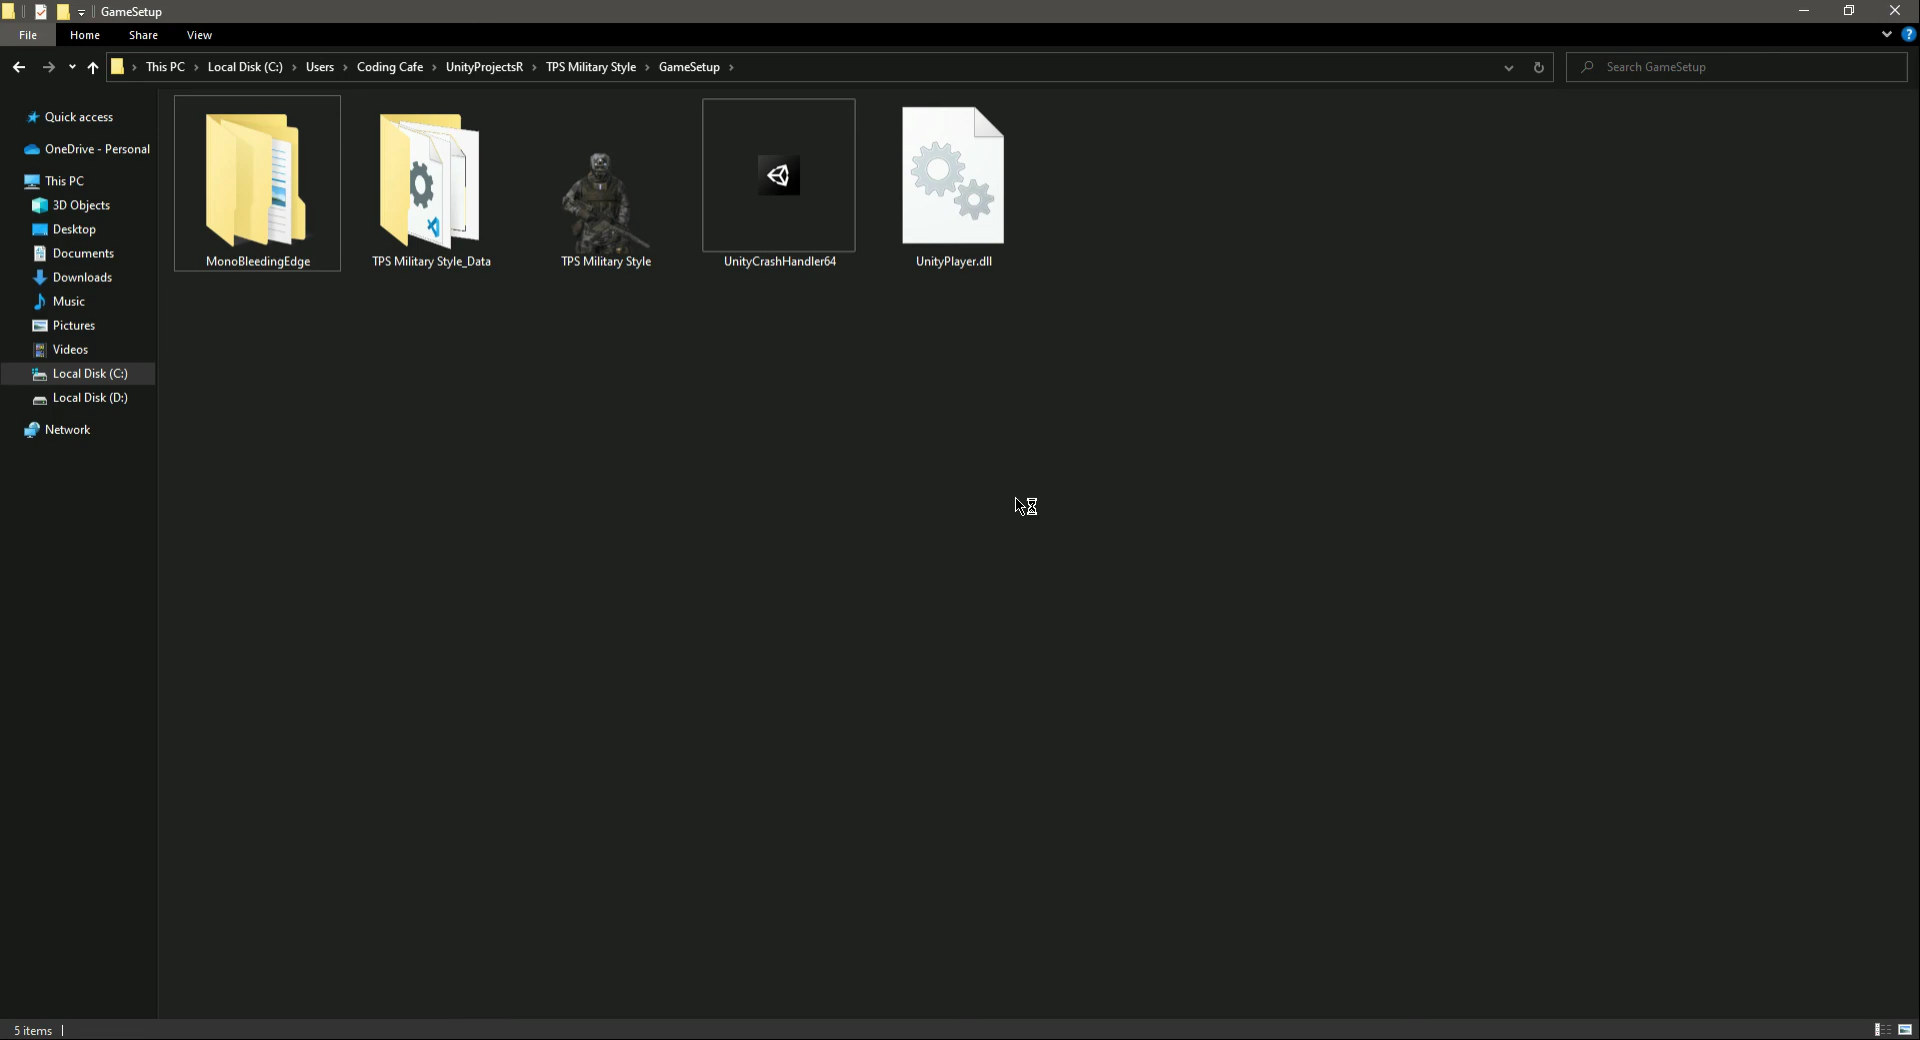 GameSetup
File Home Share View
This PC Local Disk (C:) Users Coding Cafe UnityProjectsR TPS Military Style GameSetup
Search GameSetup
Quick access
OneDrive - Personal
This PC
3D Objects
Desktop
Documents
Downloads
Music
Pictures
Videos
Local Disk (C:)
Local Disk (D:)
Network
MonoBleedingEdge
TPS Military Style_Data
TPS Military Style
UnityCrashHandler64
UnityPlayer.dll
5 items